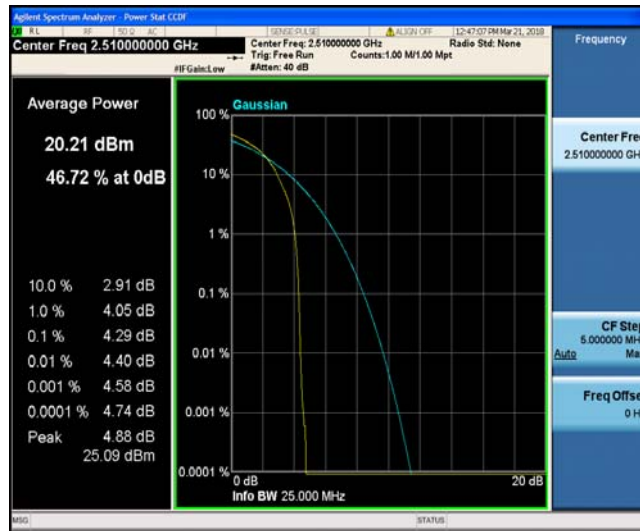 Agilent Spectrum Analyzer - Power Stat CCDF
RL RF 50 Ω AC SENSE:PULSE ALIGN OFF 12:47:07 PM Mar 21, 2018
Center Freq 2.510000000 GHz
Center Freq: 2.510000000 GHz Radio Std: None
Trig: Free Run Counts:1.00 M/1.00 Mpt
#IFGain:Low #Atten: 40 dB
Frequency
Average Power
20.21 dBm
46.72 % at 0dB
10.0 % 2.91 dB
1.0 % 4.05 dB
0.1 % 4.29 dB
0.01 % 4.40 dB
0.001 % 4.58 dB
0.0001 % 4.74 dB
Peak 4.88 dB
25.09 dBm
Gaussian
100 %
10 %
1 %
0.1 %
0.01 %
0.001 %
0.0001 %
0 dB 20 dB
Info BW 25.000 MHz
Center Fre
2.510000000 GH
CF Step
5.000000 MH
Auto Ma
Freq Offse
0 H
MSG STATUS